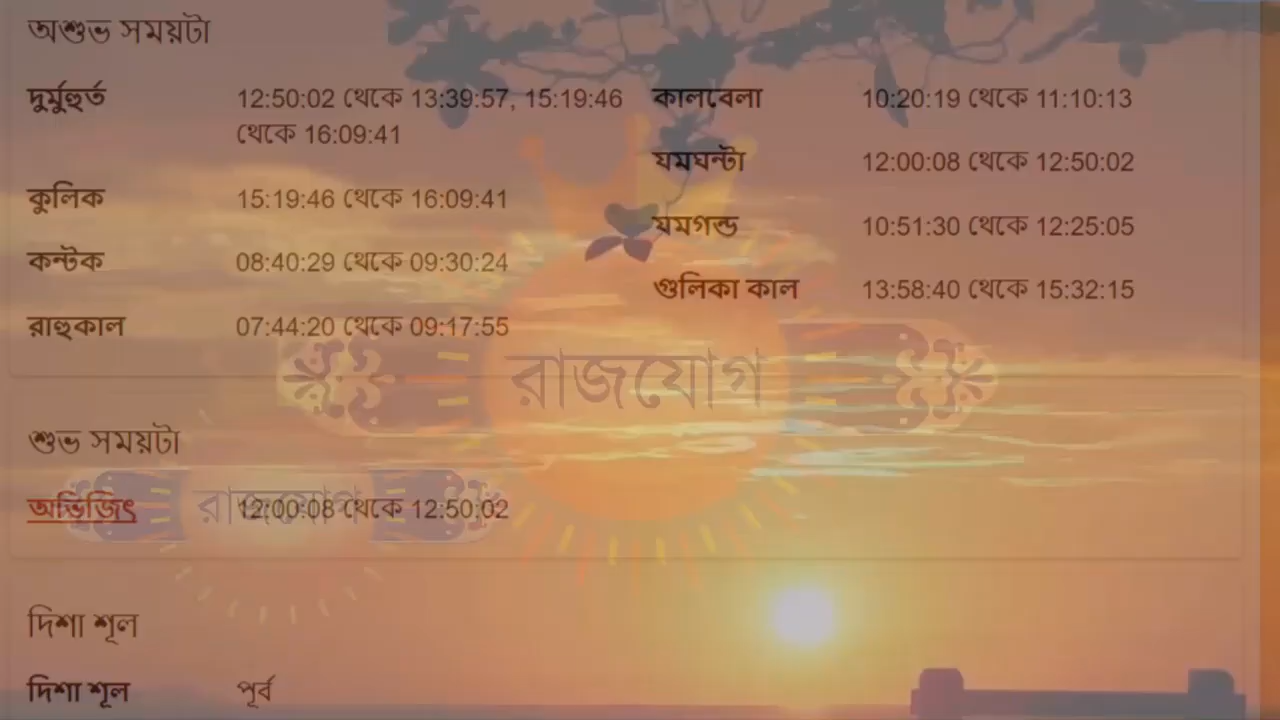 অশুভ সময়টা
দুর্মুহুর্ত 12:50:02 থেকে 13:39:57, 15:19:46 থেকে 16:09:41
কুলিক 15:19:46 থেকে 16:09:41
কন্টক 08:40:29 থেকে 09:30:24
রাহুকাল 07:44:20 থেকে 09:17:55
কালবেলা 10:20:19 থেকে 11:10:13
যমঘন্টা 12:00:08 থেকে 12:50:02
যমগন্ড 10:51:30 থেকে 12:25:05
গুলিকা কাল 13:58:40 থেকে 15:32:15
রাজযোগ
শুভ সময়টা
অভিজিৎ 12:00:08 থেকে 12:50:02
রাজযোগ
দিশা শূল
দিশা শূল পূর্ব